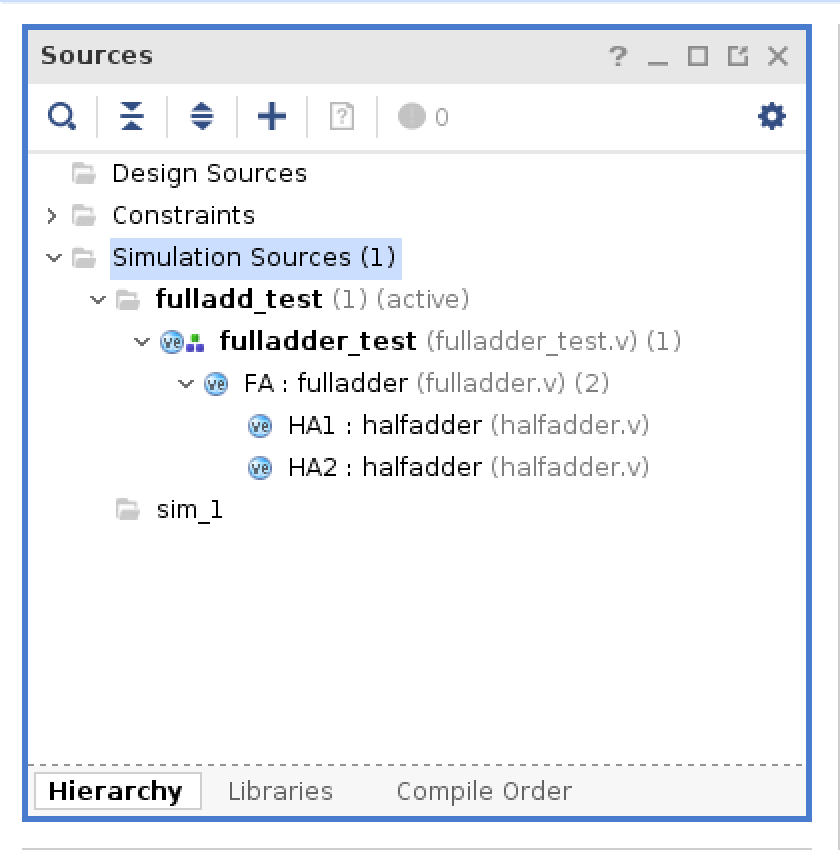 Sources
? 0
Design Sources
Constraints
Simulation Sources (1)
fulladd_test (1) (active)
fulladder_test (fulladder_test.v) (1)
FA : fulladder (fulladder.v) (2)
HA1 : halfadder (halfadder.v)
HA2 : halfadder (halfadder.v)
sim_1
Hierarchy Libraries Compile Order